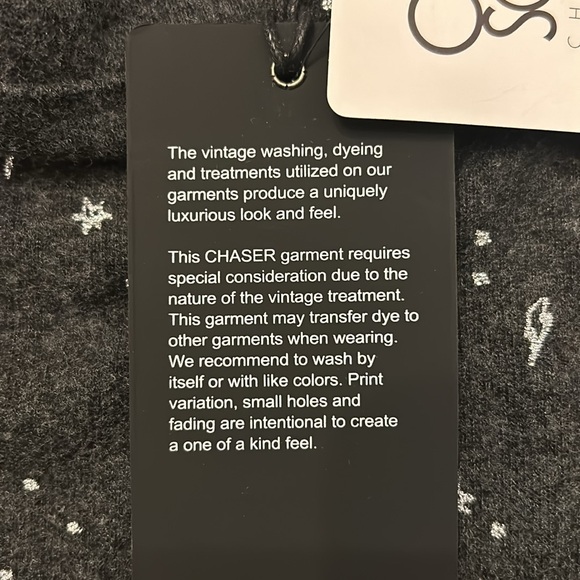 The vintage washing, dyeing
and treatments utilized on our
garments produce a uniquely
luxurious look and feel.
This CHASER garment requires
special consideration due to the
nature of the vintage treatment.
This garment may transfer dye to
other garments when wearing.
We recommend to wash by
itself or with like colors. Print
variation, small holes and
fading are intentional to create
a one of a kind feel.